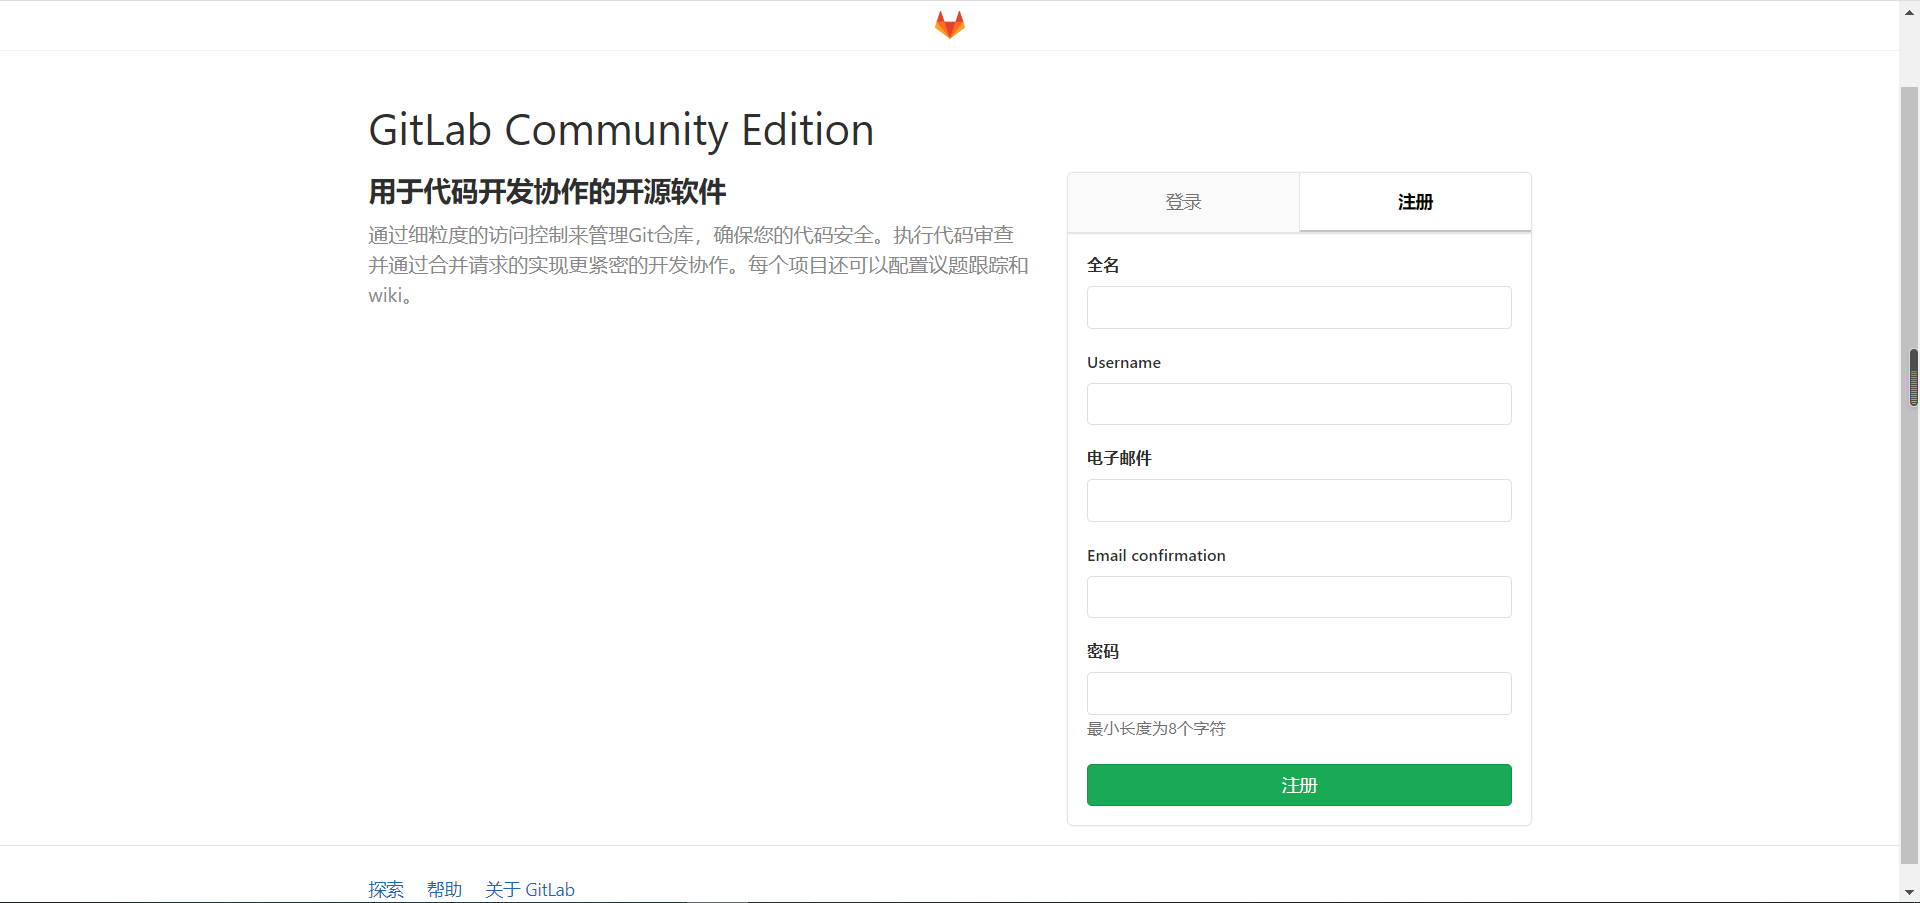 GitLab Community Edition
用于代码开发协作的开源软件
通过细粒度的访问控制来管理Git仓库，确保您的代码安全。执行代码审查
并通过合并请求的实现更紧密的开发协作。每个项目还可以配置议题跟踪和
wiki。
登录
注册
全名
Username
电子邮件
Email confirmation
密码
最小长度为8个字符
注册
探索 帮助 关于 GitLab